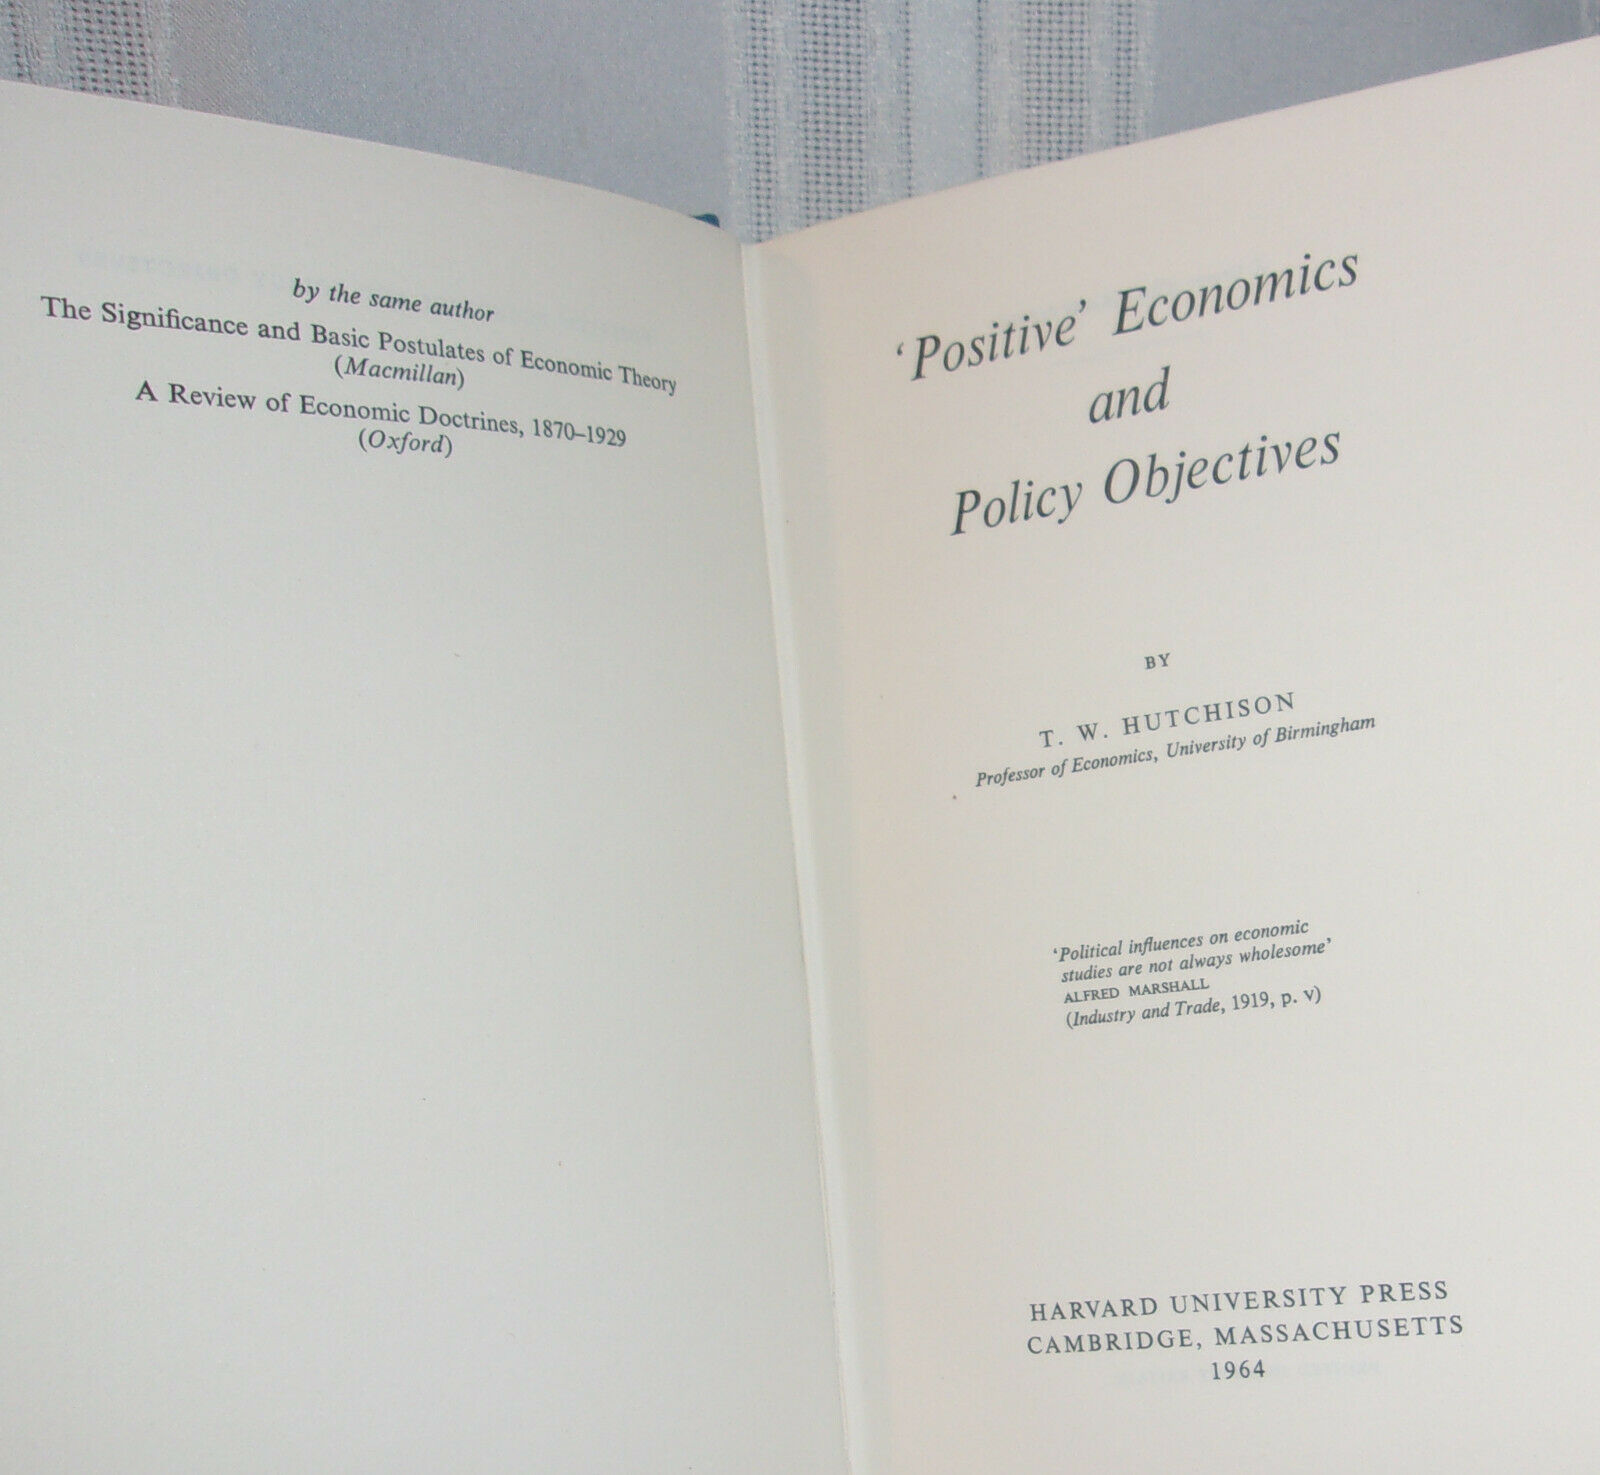 by the same author
The Significance and Basic Postulates of Economic Theory
(Macmillan)
A Review of Economic Doctrines, 1870–1929
(Oxford)
‘Positive’ Economics
and
Policy Objectives
BY
T. W. HUTCHISON
Professor of Economics, University of Birmingham
‘Political influences on economic
studies are not always wholesome’
ALFRED MARSHALL
(Industry and Trade, 1919, p. v)
HARVARD UNIVERSITY PRESS
CAMBRIDGE, MASSACHUSETTS
1964